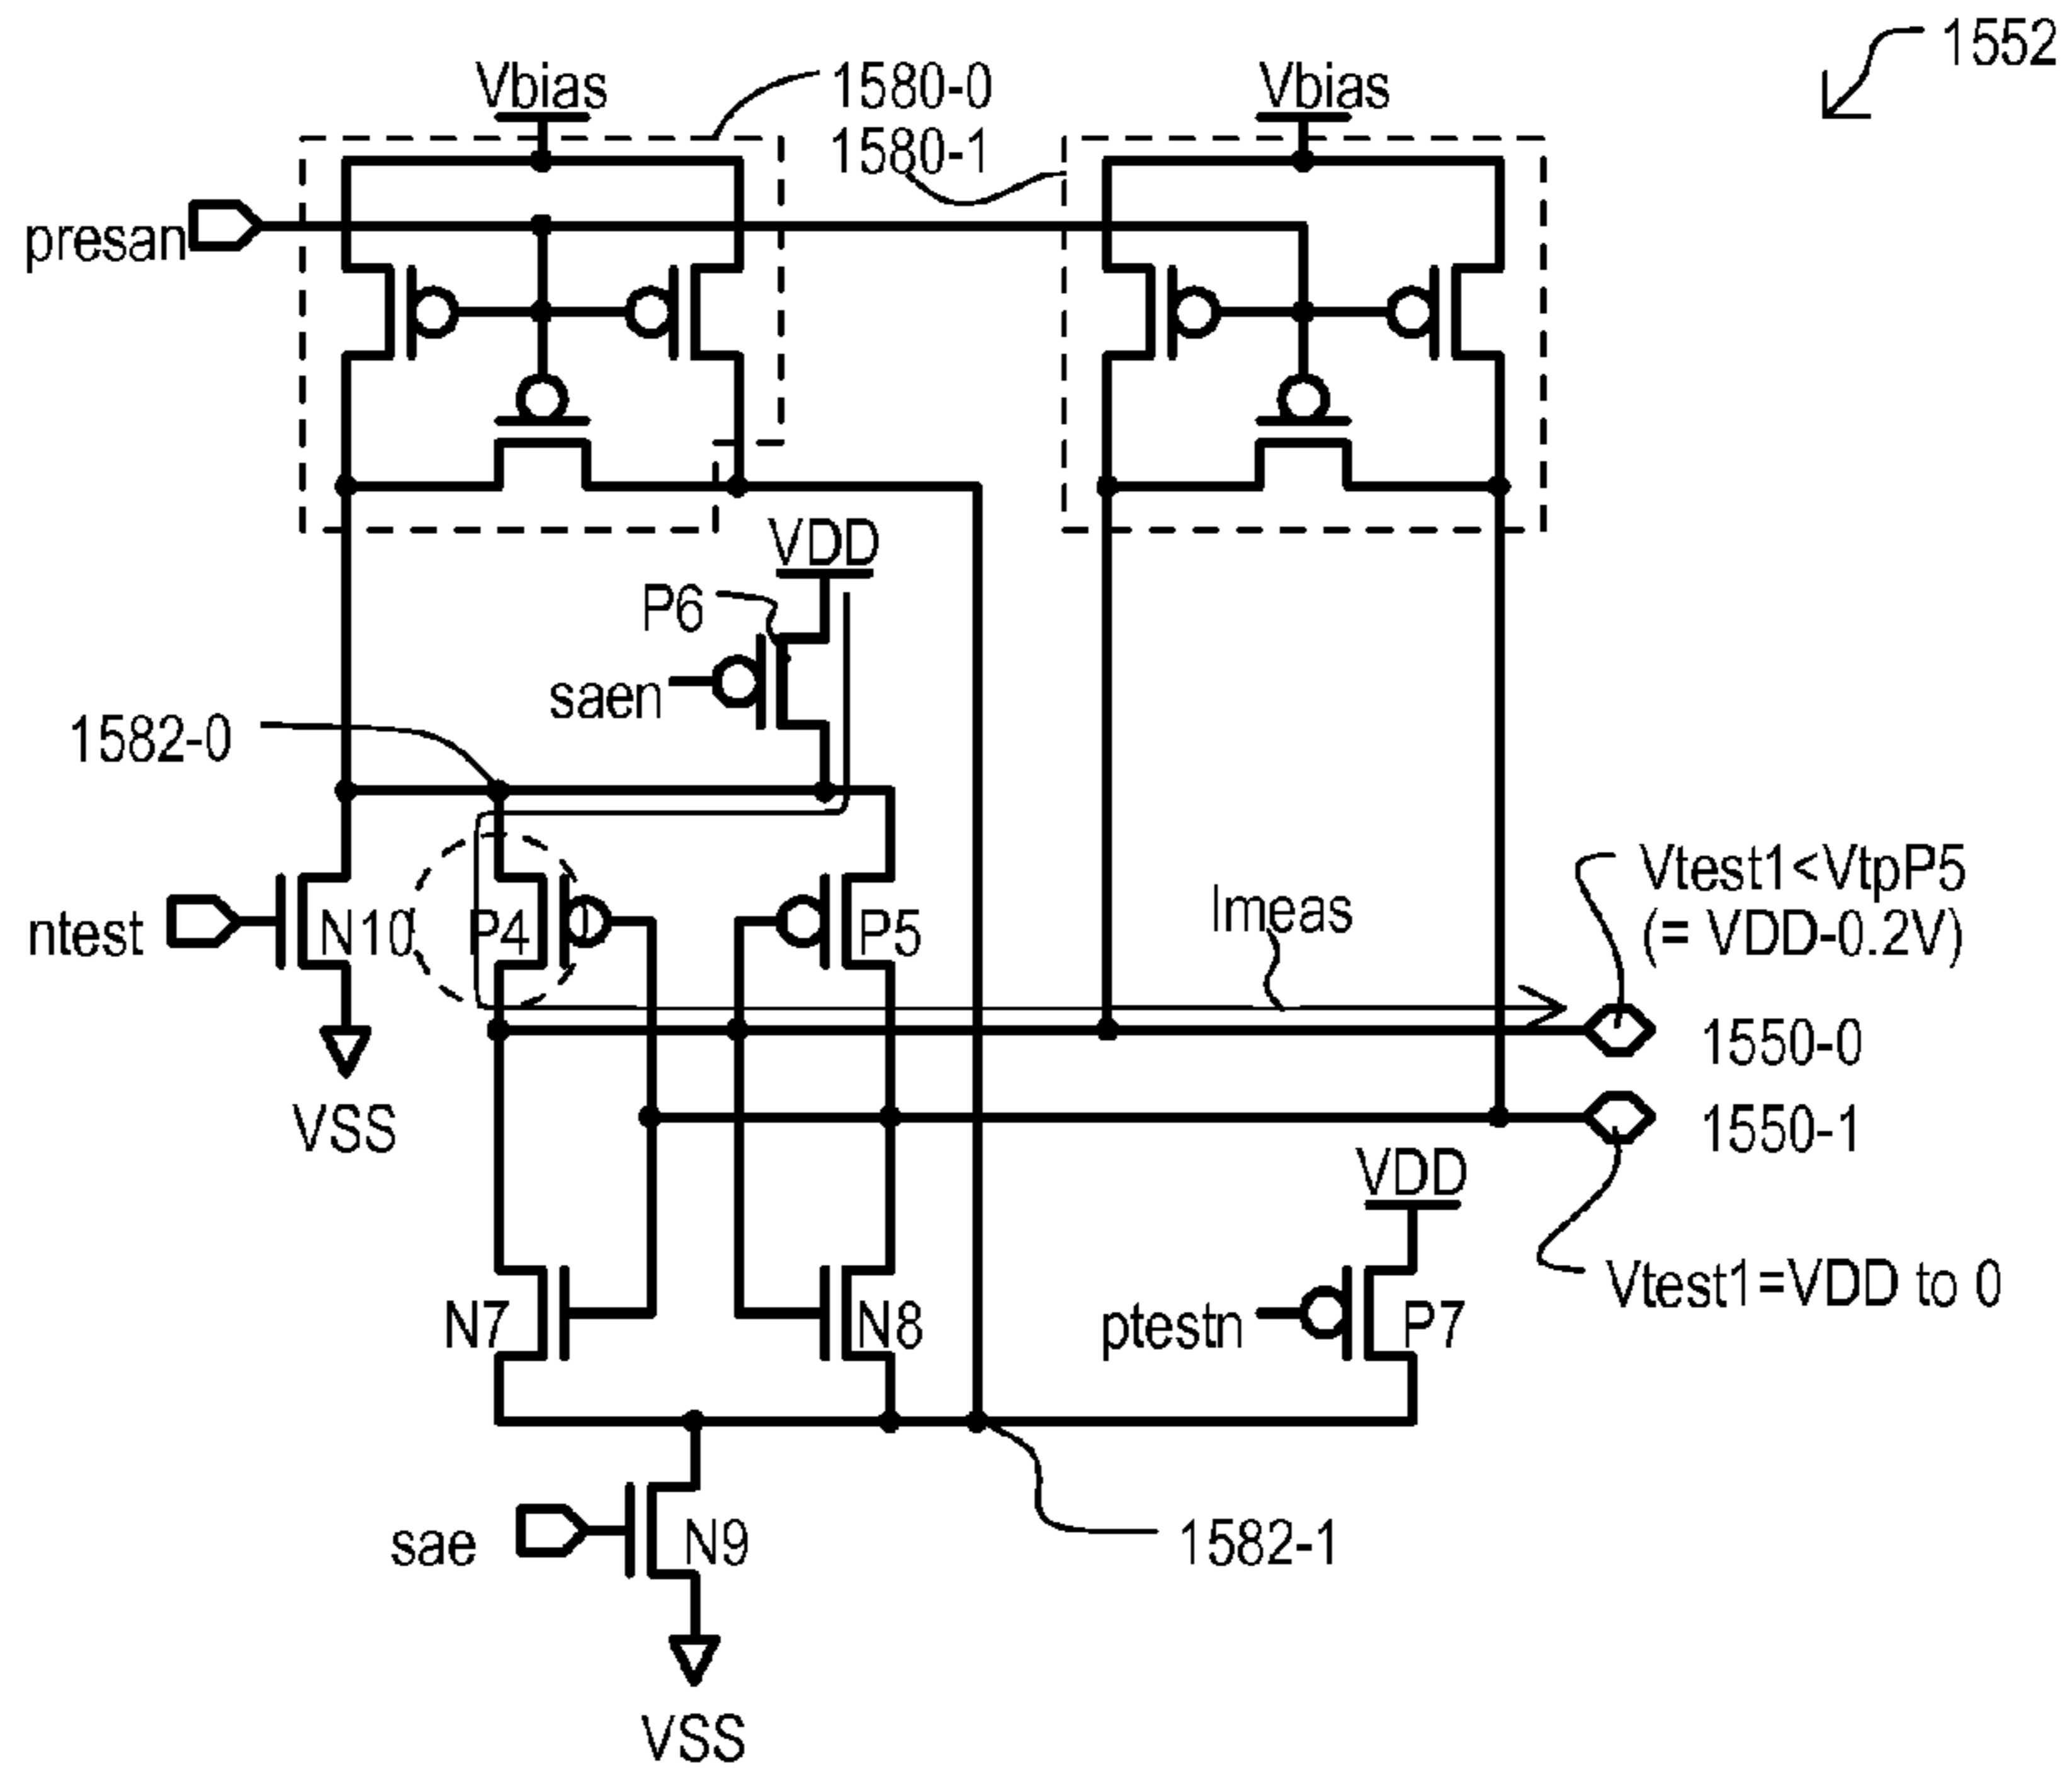 1552
Vbias
1580-0
Vbias
1580-1
presan
VDD
P6
saen
1582-0
Vtest1<VtpP5
(= VDD-0.2V)
Imeas
ntest
N10
P4
P5
1550-0
VSS
1550-1
VDD
Vtest1=VDD to 0
N7
N8
ptestn
P7
sae
N9
1582-1
VSS